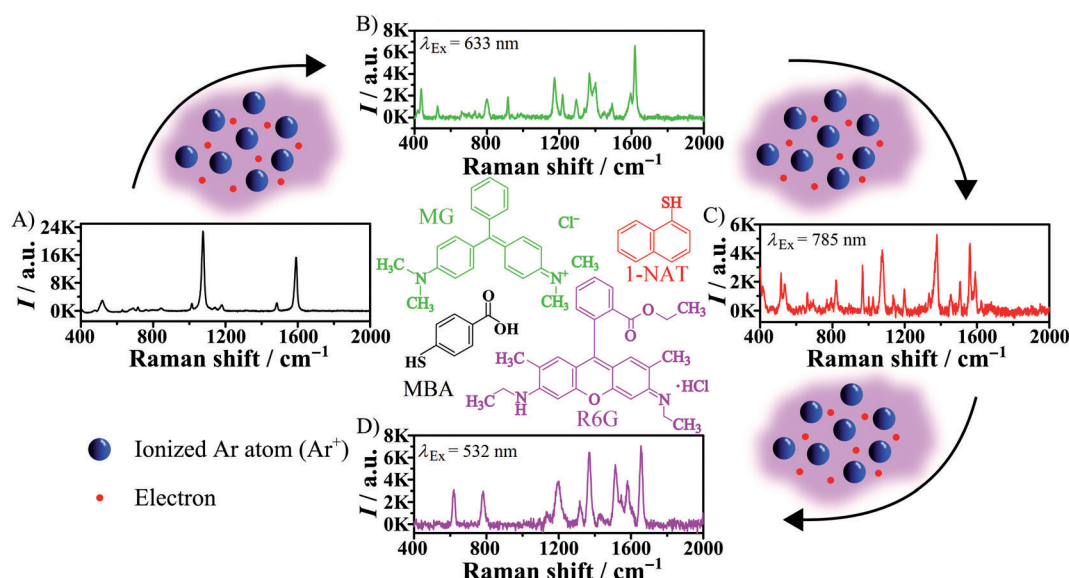 B)
8K
6K
4K
2K
0K
I / a.u.
λEx = 633 nm
400 800 1200 1600 2000
Raman shift / cm⁻¹
A)
24K
16K
8K
0K
I / a.u.
400 800 1200 1600 2000
Raman shift / cm⁻¹
MG
Cl⁻
H₃C
N
CH₃
CH₃
N⁺
CH₃
SH
1-NAT
C)
6K
4K
2K
0K
I / a.u.
λEx = 785 nm
400 800 1200 1600 2000
Raman shift / cm⁻¹
O
OH
HS
MBA
O
CH₃
O
H₃C
CH₃
·HCl
H₃C
N
H
O
N
CH₃
R6G
Ionized Ar atom (Ar⁺)
Electron
D)
8K
6K
4K
2K
0K
I / a.u.
λEx = 532 nm
400 800 1200 1600 2000
Raman shift / cm⁻¹